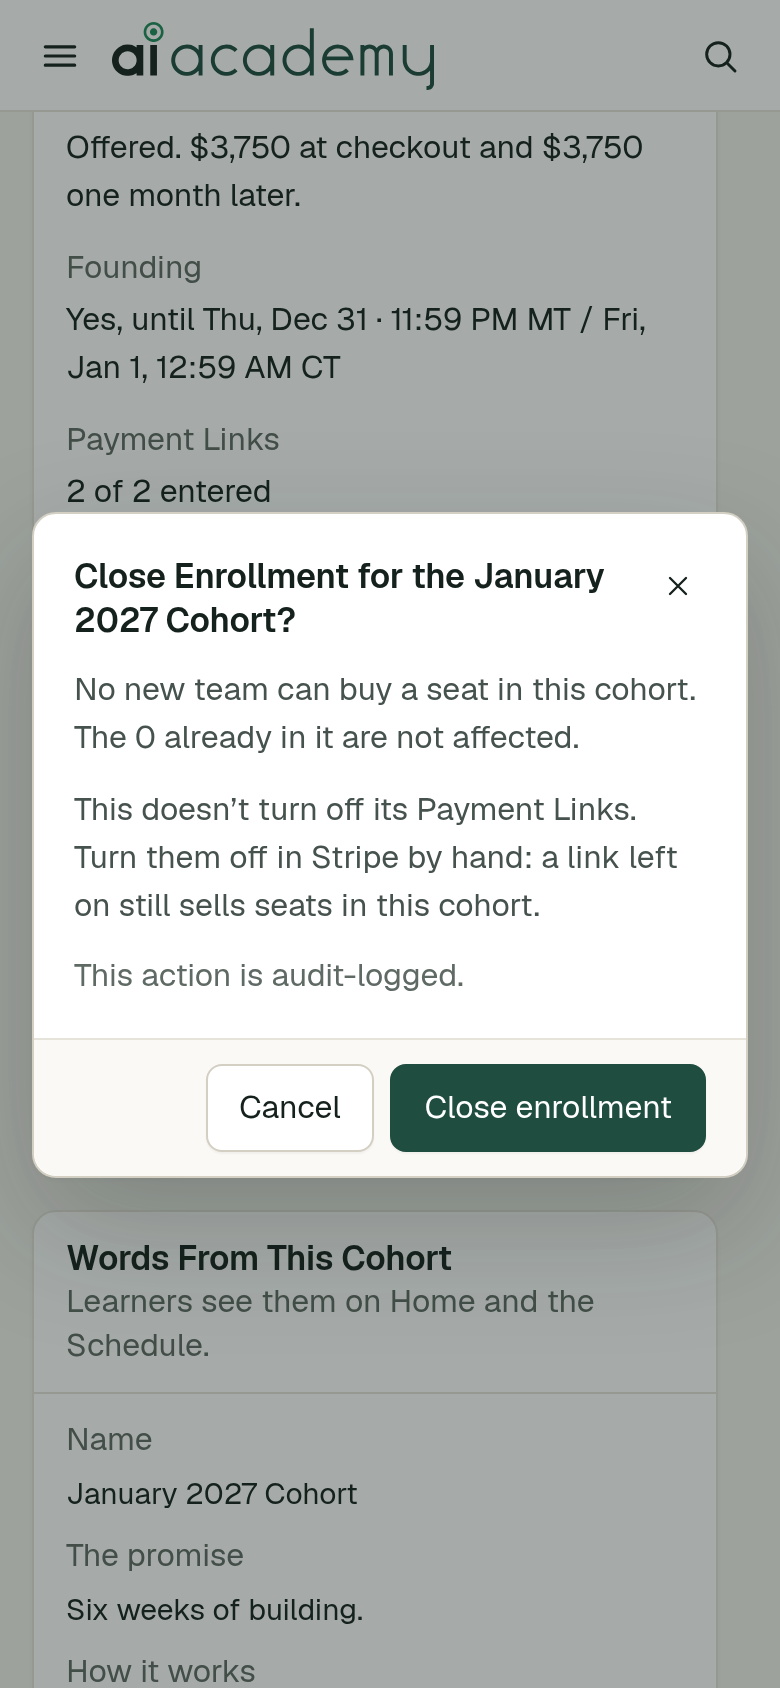 ai academy
Offered. $3,750 at checkout and $3,750
one month later.
Founding
Yes, until Thu, Dec 31 · 11:59 PM MT / Fri,
Jan 1, 12:59 AM CT
Payment Links
2 of 2 entered
Close Enrollment for the January
2027 Cohort?
No new team can buy a seat in this cohort.
The 0 already in it are not affected.
This doesn’t turn off its Payment Links.
Turn them off in Stripe by hand: a link left
on still sells seats in this cohort.
This action is audit-logged.
Cancel
Close enrollment
Words From This Cohort
Learners see them on Home and the
Schedule.
Name
January 2027 Cohort
The promise
Six weeks of building.
How it works